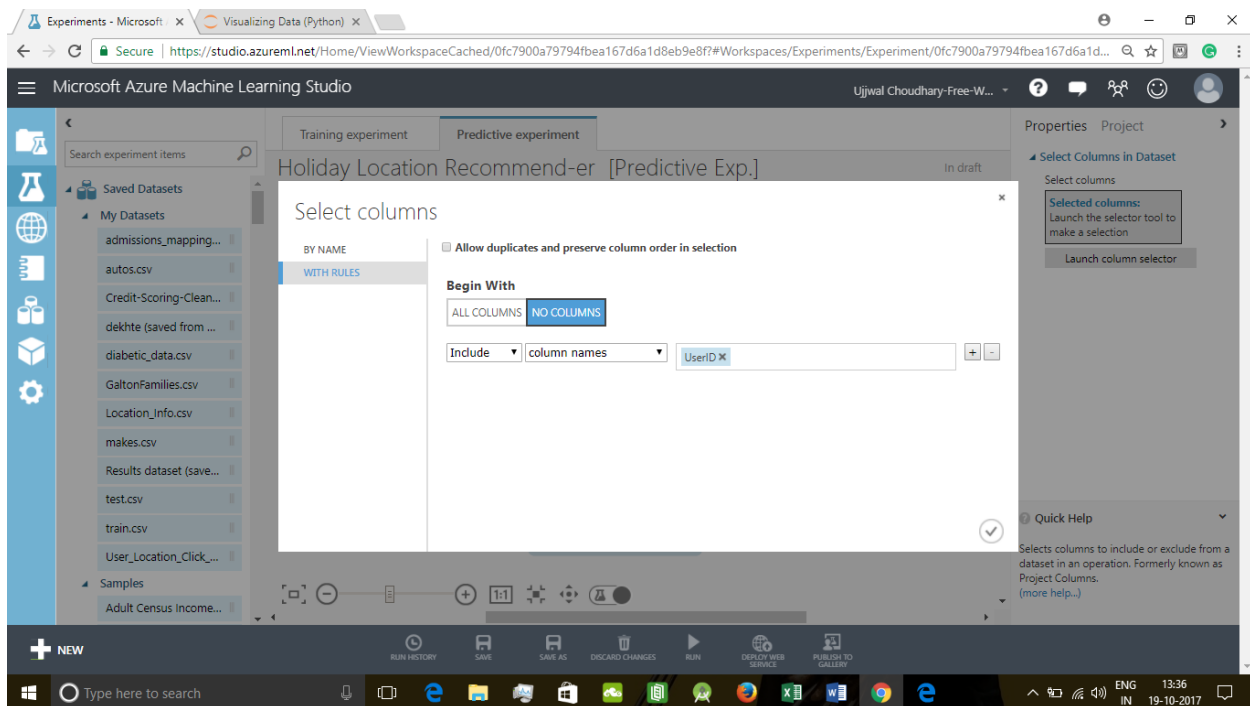 Experiments - Microsoft
Visualizing Data (Python)
Secure | https://studio.azureml.net/Home/ViewWorkspaceCached/0fc7900a79794fbea167d6a1d8eb9e8f?#Workspaces/Experiments/Experiment/0fc7900a79794fbea167d6a1d...
Microsoft Azure Machine Learning Studio
Ujjwal Choudhary-Free-W...
Training experiment
Predictive experiment
Properties Project
Search experiment items
Holiday Location Recommend-er [Predictive Exp.]
In draft
Select Columns in Dataset
Select columns
Selected columns:
Launch the selector tool to
make a selection
Launch column selector
Saved Datasets
My Datasets
admissions_mapping...
autos.csv
Credit-Scoring-Clean...
dekhte (saved from ...
diabetic_data.csv
GaltonFamilies.csv
Location_Info.csv
makes.csv
Results dataset (save...
test.csv
train.csv
User_Location_Click_...
Samples
Adult Census Income...
Select columns
BY NAME
WITH RULES
Allow duplicates and preserve column order in selection
Begin With
ALL COLUMNS NO COLUMNS
Include column names UserID
1:1
Quick Help
Selects columns to include or exclude from a
dataset in an operation. Formerly known as
Project Columns.
(more help...)
NEW
RUN HISTORY
SAVE
SAVE AS
DISCARD CHANGES
RUN
DEPLOY WEB
SERVICE
PUBLISH TO
GALLERY
Type here to search
ENG
IN
13:36
19-10-2017